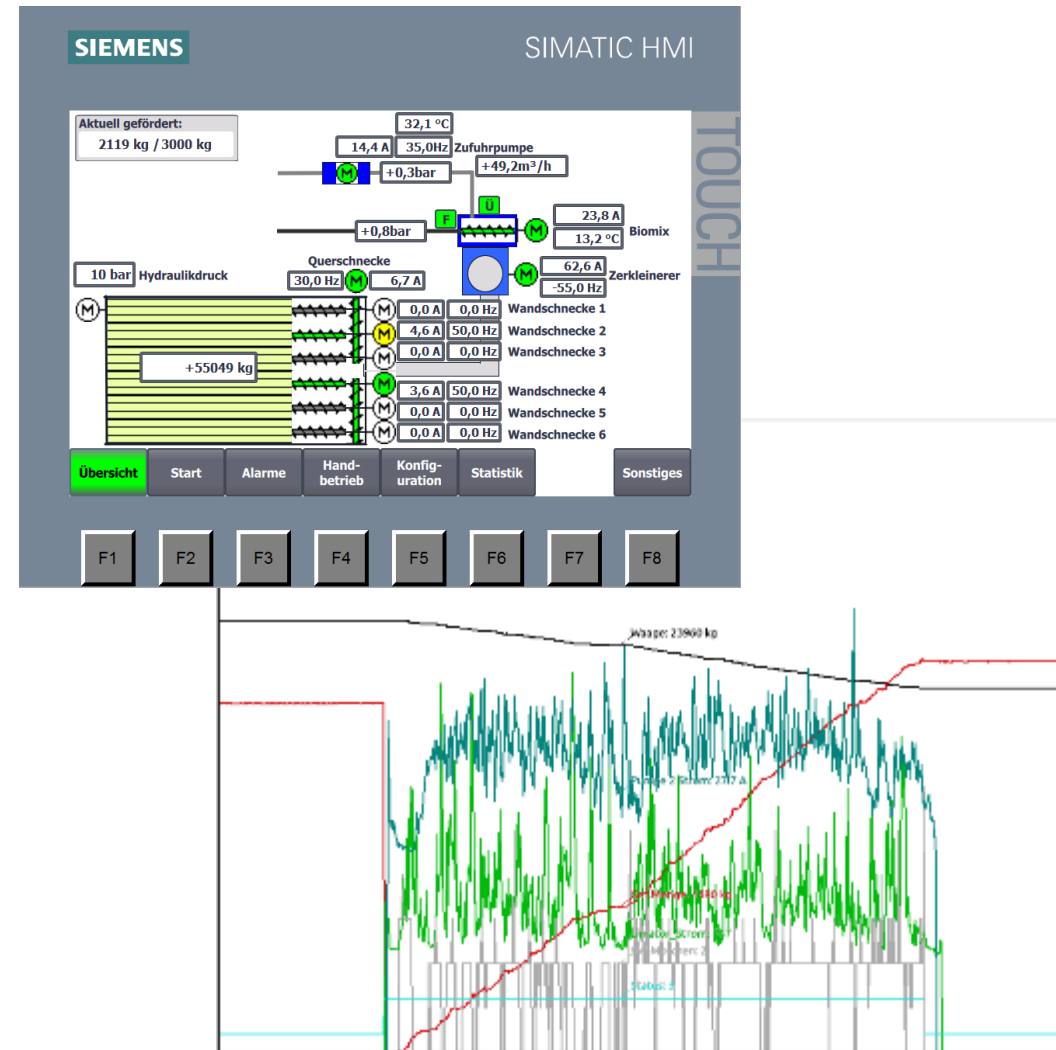 SIEMENS
SIMATIC HMI
TOUCH
Aktuell gefördert:
2119 kg / 3000 kg
32,1 °C
14,4 A 35,0Hz Zufuhrpumpe
+0,3bar +49,2m³/h
F Ü
+0,8bar
M
23,8 A
13,2 °C Biomix
10 bar Hydraulikdruck
Querschnecke
30,0 Hz M 6,7 A
M
62,6 A
-55,0 Hz Zerkleinerer
M
M 0,0 A 0,0 Hz Wandschnecke 1
M 4,6 A 50,0 Hz Wandschnecke 2
M 0,0 A 0,0 Hz Wandschnecke 3
+55049 kg
M 3,6 A 50,0 Hz Wandschnecke 4
M 0,0 A 0,0 Hz Wandschnecke 5
M 0,0 A 0,0 Hz Wandschnecke 6
Übersicht Start Alarme Hand-
betrieb Konfig-
uration Statistik Sonstiges
F1 F2 F3 F4 F5 F6 F7 F8
Waage: 23960 kg
Pumpe 2 Strom:
kg
Status: 3